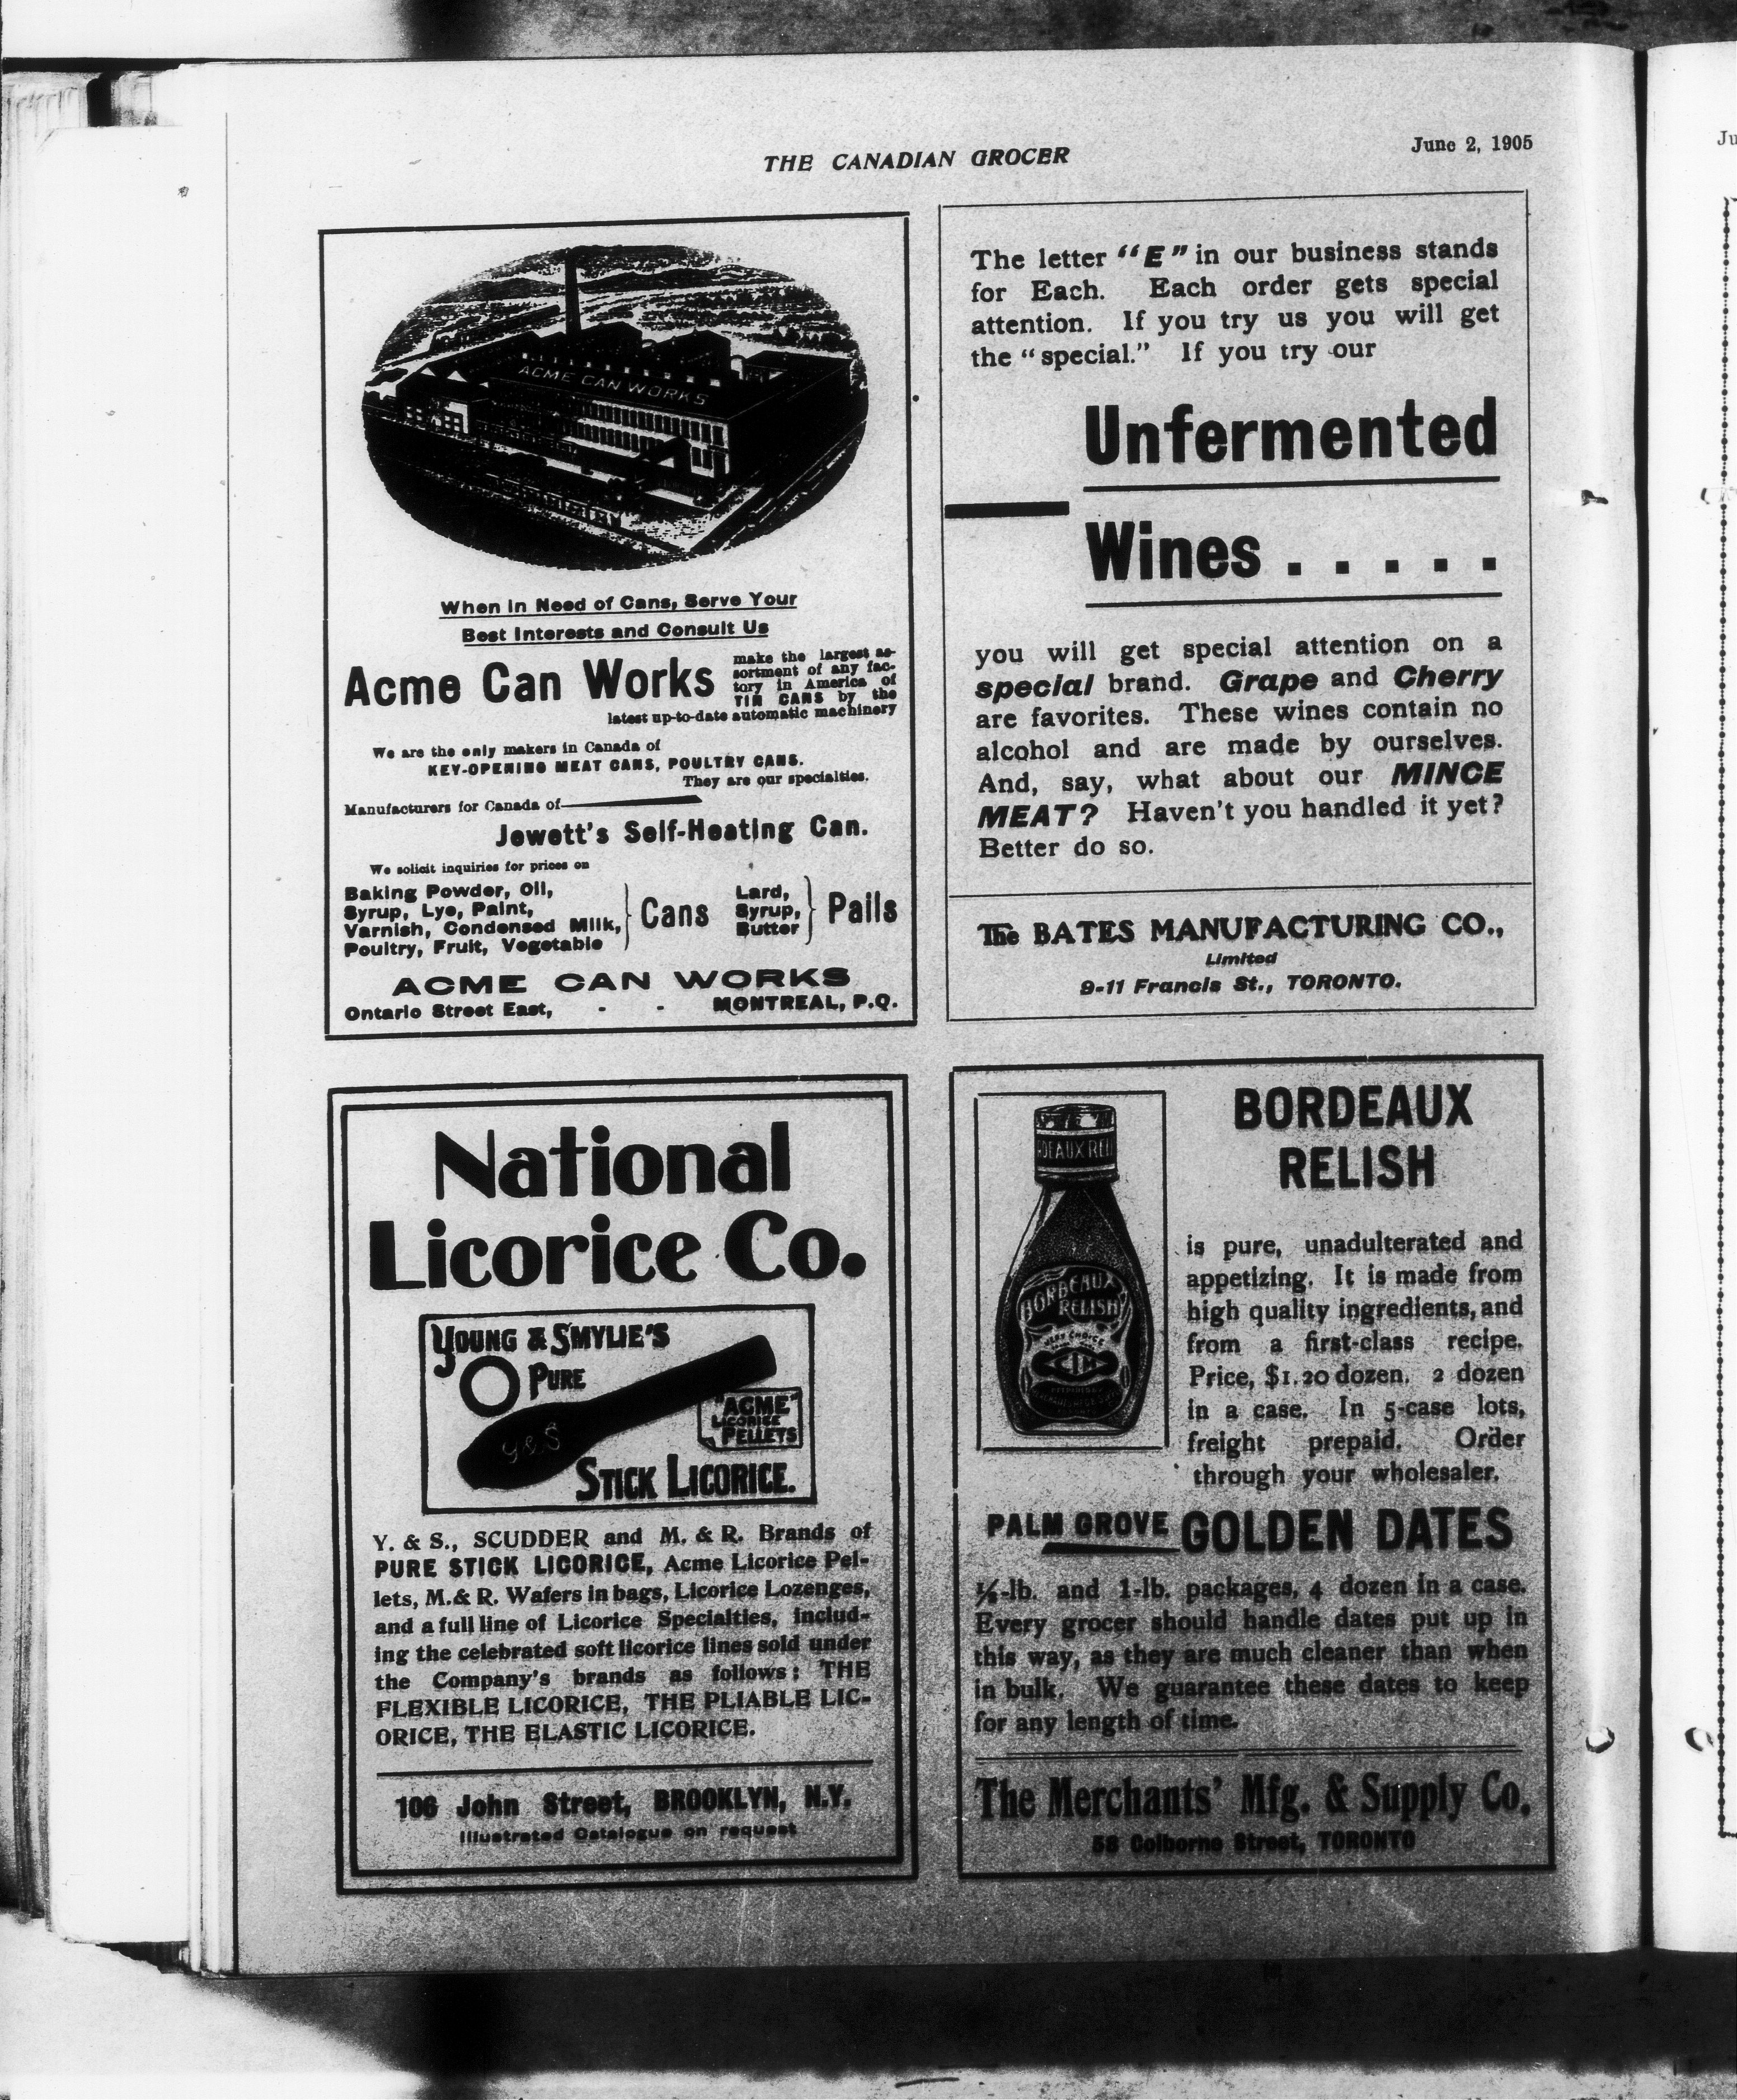 THE CANADIAN GROCER
June 2, 1905
ACME CAN WORKS
When in Need of Cans, Serve Your
Best Interests and Consult Us
Acme Can Works
make the largest as-
sortment of any fac-
tory in America of
TIN CANS by the
latest up-to-date automatic machinery
We are the only makers in Canada of
KEY-OPENING MEAT CANS, POULTRY CANS.
They are our specialties.
Manufacturers for Canada of
Jewett's Self-Heating Can.
We solicit inquiries for prices on
Baking Powder, Oil,
Syrup, Lye, Paint,
Varnish, Condensed Milk,
Poultry, Fruit, Vegetable
Cans
Lard,
Syrup,
Butter
Pails
ACME CAN WORKS
Ontario Street East, - - MONTREAL, P.Q.
The letter "E" in our business stands
for Each. Each order gets special
attention. If you try us you will get
the "special." If you try our
Unfermented
Wines . . . . .
you will get special attention on a
special brand. Grape and Cherry
are favorites. These wines contain no
alcohol and are made by ourselves.
And, say, what about our MINCE
MEAT? Haven't you handled it yet?
Better do so.
The BATES MANUFACTURING CO.,
Limited
9-11 Francis St., TORONTO.
National
Licorice Co.
YOUNG & SMYLIE'S
PURE
Y & S
"ACME"
LICORICE
PELLETS
STICK LICORICE.
Y. & S., SCUDDER and M. & R. Brands of
PURE STICK LICORICE, Acme Licorice Pel-
lets, M. & R. Wafers in bags, Licorice Lozenges,
and a full line of Licorice Specialties, includ-
ing the celebrated soft licorice lines sold under
the Company's brands as follows: THE
FLEXIBLE LICORICE, THE PLIABLE LIC-
ORICE, THE ELASTIC LICORICE.
106 John Street, BROOKLYN, N.Y.
Illustrated Catalogue on request
BORDEAUX
RELISH
RDEAUX REL
BORDEAUX
RELISH
VERY CHOICE
is pure, unadulterated and
appetizing. It is made from
high quality ingredients, and
from a first-class recipe.
Price, $1.20 dozen. 2 dozen
in a case. In 5-case lots,
freight prepaid. Order
through your wholesaler.
PALM GROVE GOLDEN DATES
½-lb. and 1-lb. packages, 4 dozen in a case.
Every grocer should handle dates put up in
this way, as they are much cleaner than when
in bulk. We guarantee these dates to keep
for any length of time.
The Merchants' Mfg. & Supply Co.
58 Colborne Street, TORONTO
Ju